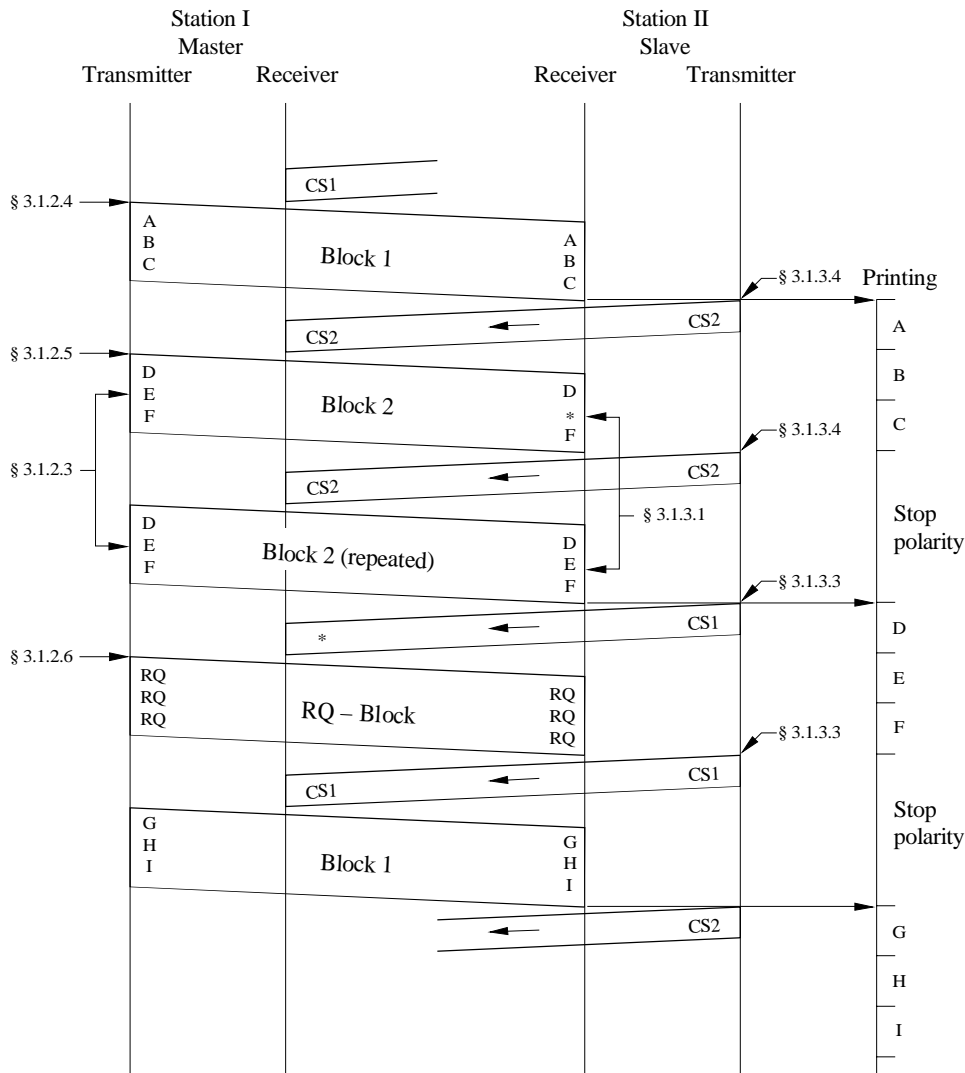 Station I
Master
Station II
Slave
Transmitter
Receiver
Receiver
Transmitter
CS1
§ 3.1.2.4
A
B
C
Block 1
A
B
C
§ 3.1.3.4
Printing
CS2
CS2
A
§ 3.1.2.5
D
E
F
Block 2
D
*
F
B
C
§ 3.1.3.4
§ 3.1.2.3
CS2
CS2
§ 3.1.3.1
D
E
F
Block 2 (repeated)
D
E
F
Stop
polarity
§ 3.1.3.3
*
CS1
D
§ 3.1.2.6
RQ
RQ
RQ
RQ – Block
RQ
RQ
RQ
E
F
§ 3.1.3.3
CS1
CS1
G
H
I
Block 1
G
H
I
Stop
polarity
CS2
G
H
I